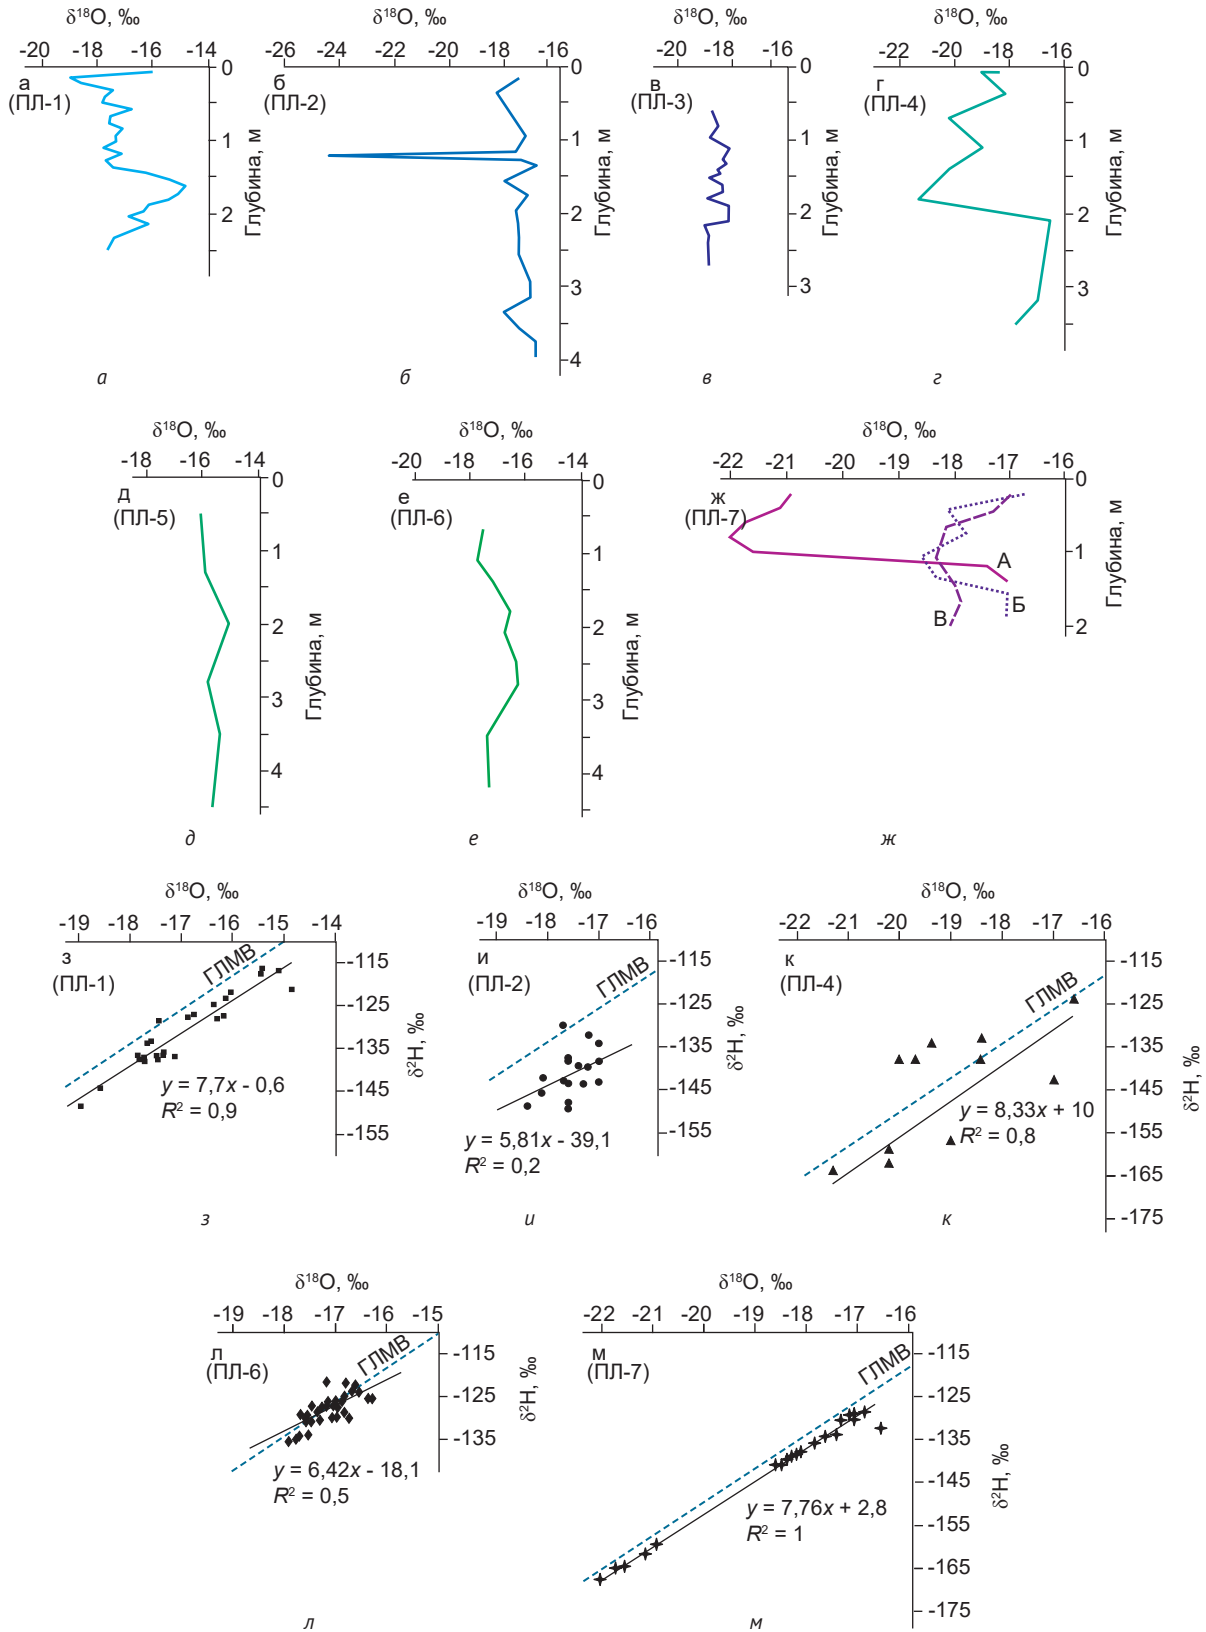 δ¹⁸O, ‰
-20 -18 -16 -14
а
(ПЛ-1)
0
1
2
Глубина, м
а
δ¹⁸O, ‰
-26 -24 -22 -20 -18 -16
б
(ПЛ-2)
0
1
2
3
4
Глубина, м
б
δ¹⁸O, ‰
-20 -18 -16
в
(ПЛ-3)
0
1
2
3
Глубина, м
в
δ¹⁸O, ‰
-22 -20 -18 -16
г
(ПЛ-4)
0
1
2
3
Глубина, м
г
δ¹⁸O, ‰
-18 -16 -14
д
(ПЛ-5)
0
1
2
3
4
Глубина, м
д
δ¹⁸O, ‰
-20 -18 -16 -14
е
(ПЛ-6)
0
1
2
3
4
Глубина, м
е
δ¹⁸O, ‰
-22 -21 -20 -19 -18 -17 -16
ж
(ПЛ-7)
0
1
2
А
Б
В
Глубина, м
ж
δ¹⁸O, ‰
-19 -18 -17 -16 -15 -14
з
(ПЛ-1)
ГЛМВ
-115
-125
-135
-145
-155
δ²H, ‰
y = 7,7x - 0,6
R² = 0,9
з
δ¹⁸O, ‰
-19 -18 -17 -16
и
(ПЛ-2)
ГЛМВ
-115
-125
-135
-145
-155
δ²H, ‰
y = 5,81x - 39,1
R² = 0,2
и
δ¹⁸O, ‰
-22 -21 -20 -19 -18 -17 -16
к
(ПЛ-4)
ГЛМВ
-115
-125
-135
-145
-155
-165
-175
δ²H, ‰
y = 8,33x + 10
R² = 0,8
к
δ¹⁸O, ‰
-19 -18 -17 -16 -15
л
(ПЛ-6)
ГЛМВ
-115
-125
-135
δ²H, ‰
y = 6,42x - 18,1
R² = 0,5
л
δ¹⁸O, ‰
-22 -21 -20 -19 -18 -17 -16
м
(ПЛ-7)
ГЛМВ
-115
-125
-135
-145
-155
-165
-175
δ²H, ‰
y = 7,76x + 2,8
R² = 1
м